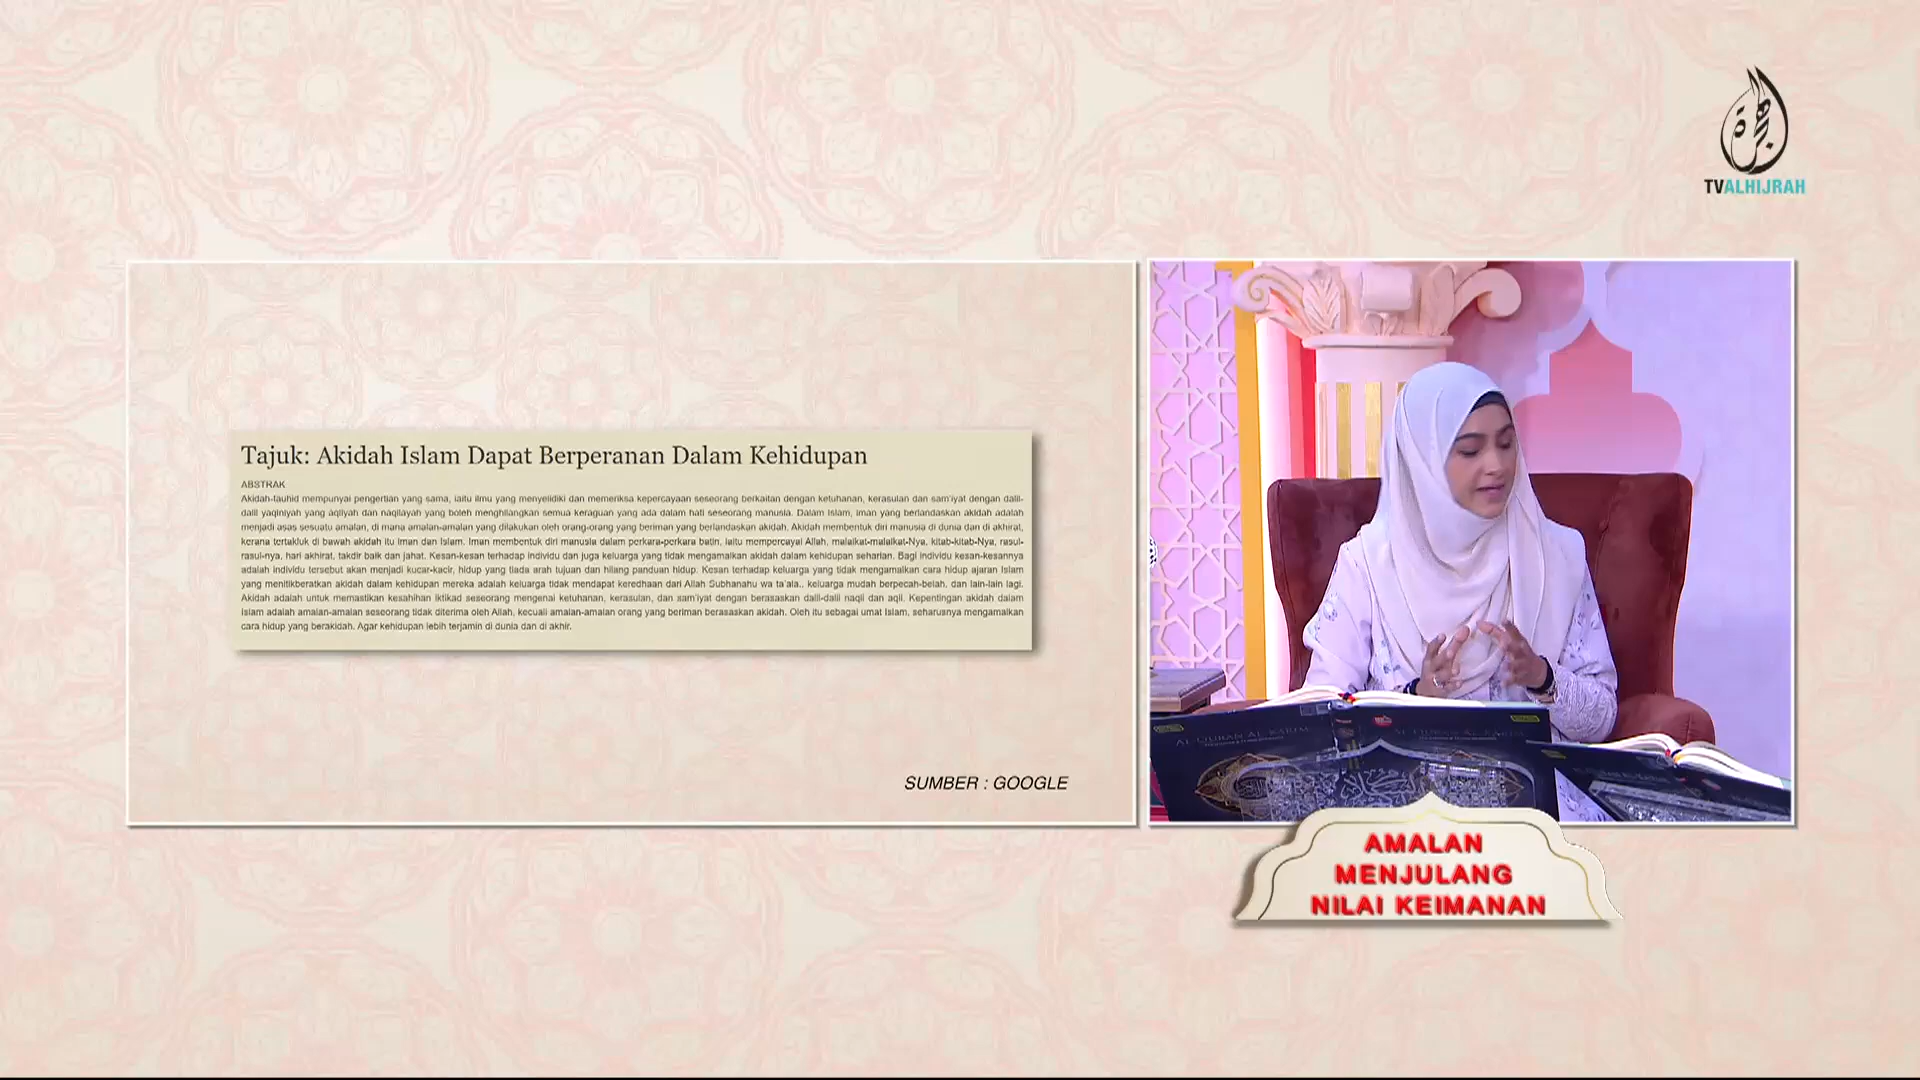 TVALHIJRAH
Tajuk: Akidah Islam Dapat Berperanan Dalam Kehidupan
ABSTRAK
Akidah-tauhid mempunyai pengertian yang sama, iaitu ilmu yang menyelidiki dan memeriksa kepercayaan seseorang berkaitan dengan ketuhanan, kerasulan dan sam'iyat dengan dalil-
dalil yaqiniyah yang aqliyah dan naqilayah yang boleh menghilangkan semua keraguan yang ada dalam hati seseorang manusia. Dalam Islam, iman yang berlandaskan akidah adalah
menjadi asas sesuatu amalan, di mana amalan-amalan yang dilakukan oleh orang-orang yang beriman yang berlandaskan akidah. Akidah membentuk diri manusia di dunia dan di akhirat,
kerana tertakluk di bawah akidah itu Iman dan Islam. Iman membentuk diri manusia dalam perkara-perkara batin, iaitu mempercayai Allah, malaikat-malaikat-Nya, kitab-kitab-Nya, rasul-
rasul-nya, hari akhirat, takdir baik dan jahat. Kesan-kesan terhadap individu dan juga keluarga yang tidak mengamalkan akidah dalam kehidupan seharian. Bagi individu kesan-kesannya
adalah individu tersebut akan menjadi kucar-kacir, hidup yang tiada arah tujuan dan hilang panduan hidup. Kesan terhadap keluarga yang tidak mengamalkan cara hidup ajaran Islam
yang menitikberatkan akidah dalam kehidupan mereka adalah keluarga tidak mendapat keredhaan dari Allah Subhanahu wa ta'ala., keluarga mudah berpecah-belah, dan lain-lain lagi.
Akidah adalah untuk memastikan kesahihan iktikad seseorang mengenai ketuhanan, kerasulan, dan sam'iyat dengan berasaskan dalil-dalil naqli dan aqli. Kepentingan akidah dalam
Islam adalah amalan-amalan seseorang tidak diterima oleh Allah, kecuali amalan-amalan orang yang beriman berasaskan akidah. Oleh itu sebagai umat Islam, seharusnya mengamalkan
cara hidup yang berakidah. Agar kehidupan lebih terjamin di dunia dan di akhir.
SUMBER : GOOGLE
AL-QURAN AL-KARIM
AMALAN
MENJULANG
NILAI KEIMANAN